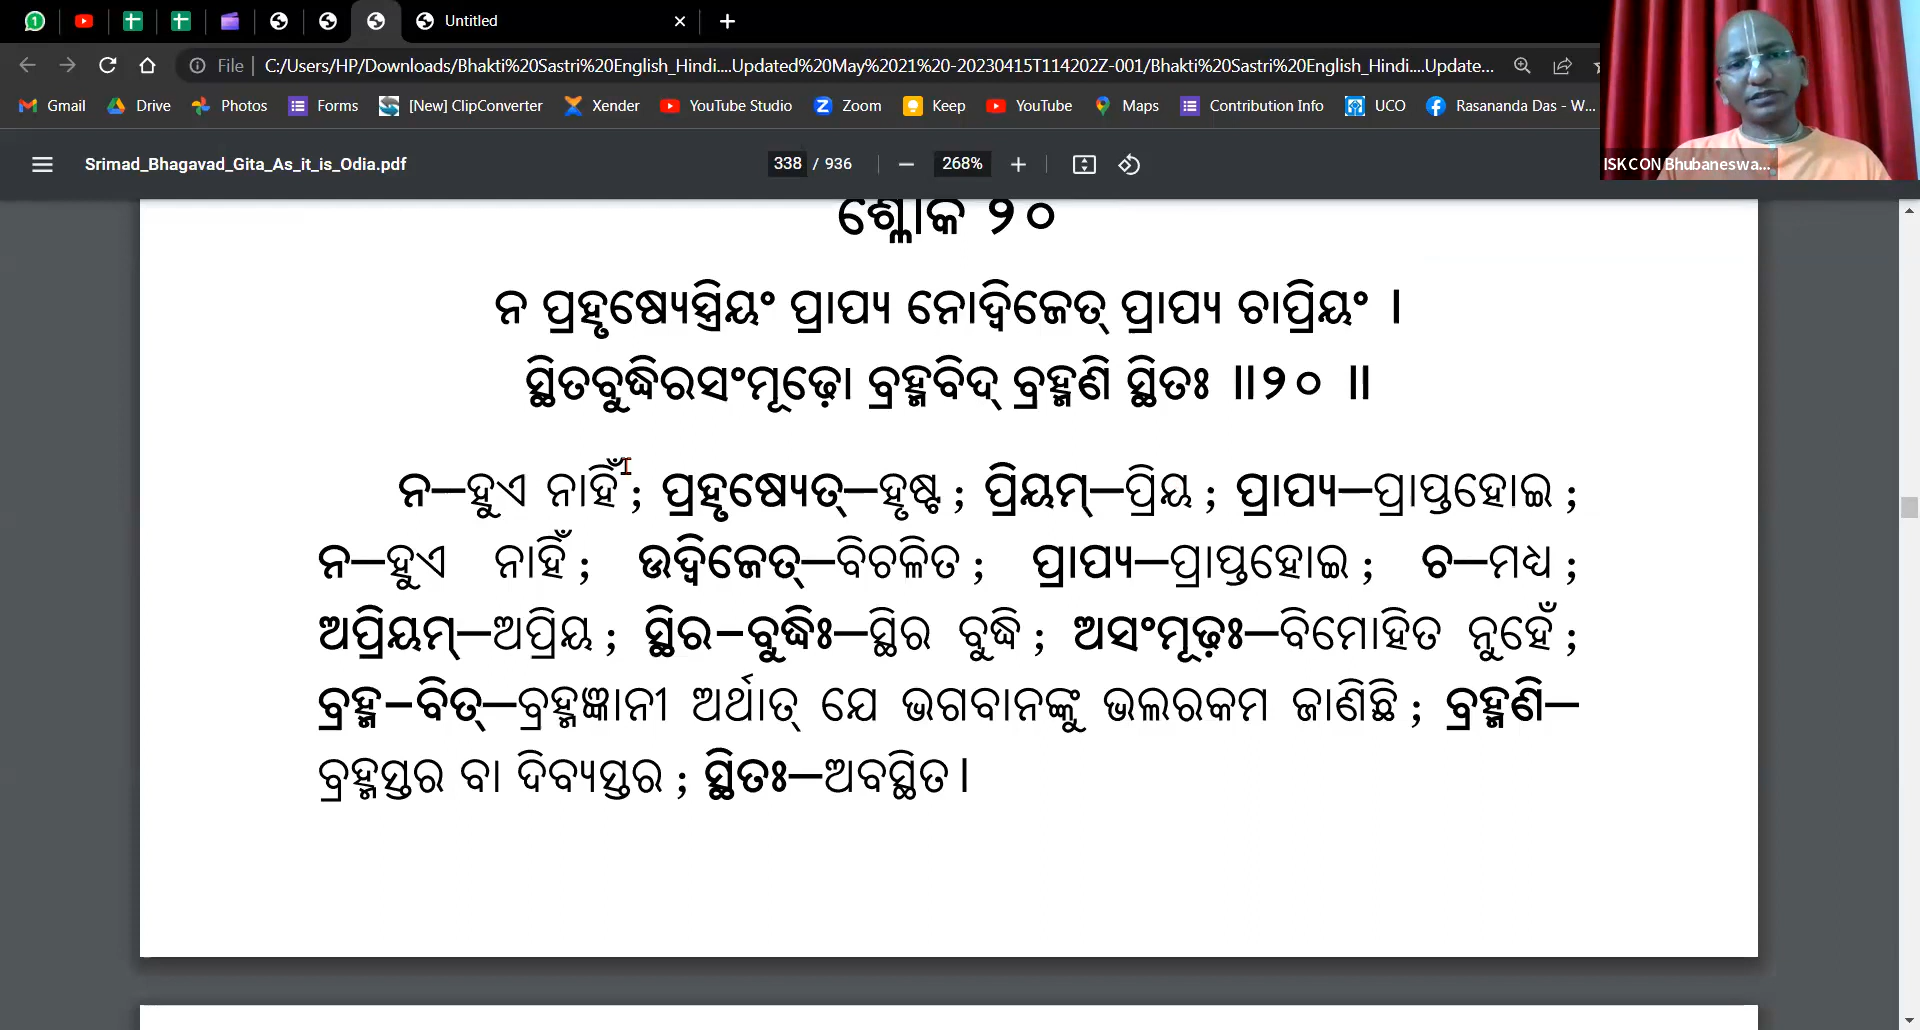 1
Untitled
File
C:/Users/HP/Downloads/Bhakti%20Sastri%20English_Hindi....Updated%20May%2021%20-20230415T114202Z-001/Bhakti%20Sastri%20English_Hindi....Update...
Gmail Drive Photos Forms [New] ClipConverter Xender YouTube Studio Zoom Keep YouTube Maps Contribution Info UCO Rasananda Das - W...
Srimad_Bhagavad_Gita_As_it_is_Odia.pdf 338 / 936 268%
ISKCON Bhubaneswa...
ଶ୍ଳୋକ ୨୦
ନ ପ୍ରହୃଷ୍ୟେତ୍ପ୍ରିୟଂ ପ୍ରାପ୍ୟ ନୋଦ୍ୱିଜେତ୍ ପ୍ରାପ୍ୟ ଚାପ୍ରିୟଂ ।
ସ୍ଥିତବୁଦ୍ଧିରସଂମୂଢ଼ୋ ବ୍ରହ୍ମବିଦ୍ ବ୍ରହ୍ମଣି ସ୍ଥିତଃ ॥୨୦ ॥
ନ—ହୁଏ ନାହିଁ ; ପ୍ରହୃଷ୍ୟେତ୍—ହୃଷ୍ଟ ; ପ୍ରିୟମ୍—ପ୍ରିୟ ; ପ୍ରାପ୍ୟ—ପ୍ରାପ୍ତହୋଇ ;
ନ—ହୁଏ ନାହିଁ ; ଉଦ୍ୱିଜେତ୍—ବିଚଳିତ ; ପ୍ରାପ୍ୟ—ପ୍ରାପ୍ତହୋଇ ; ଚ—ମଧ୍ୟ ;
ଅପ୍ରିୟମ୍—ଅପ୍ରିୟ ; ସ୍ଥିର–ବୁଦ୍ଧିଃ—ସ୍ଥିର ବୁଦ୍ଧି ; ଅସଂମୂଢ଼ଃ—ବିମୋହିତ ନୁହେଁ ;
ବ୍ରହ୍ମ–ବିତ୍—ବ୍ରହ୍ମଜ୍ଞାନୀ ଅର୍ଥାତ୍ ଯେ ଭଗବାନଙ୍କୁ ଭଲରକମ ଜାଣିଛି ; ବ୍ରହ୍ମଣି—
ବ୍ରହ୍ମସ୍ତର ବା ଦିବ୍ୟସ୍ତର ; ସ୍ଥିତଃ—ଅବସ୍ଥିତ ।